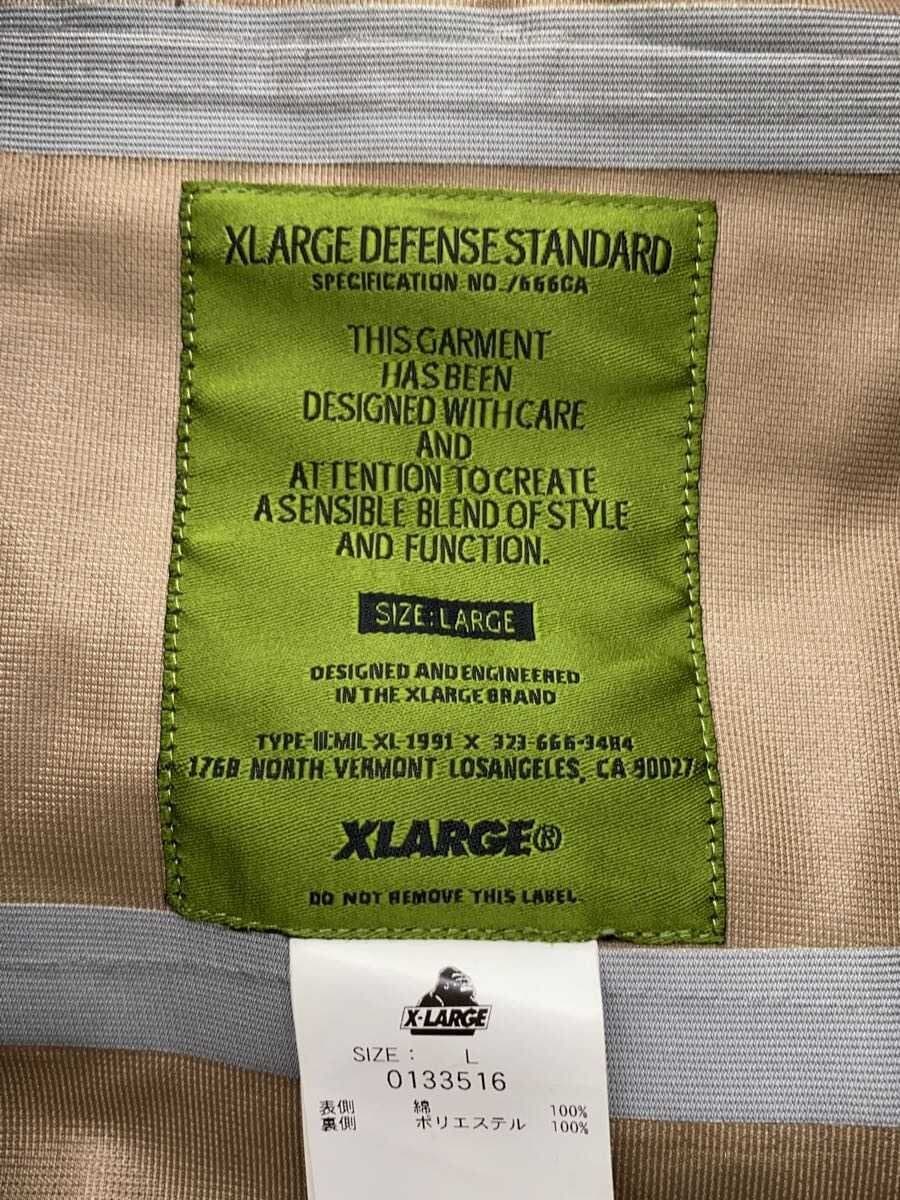 XLARGE DEFENSE STANDARD
SPECIFICATION NO./666CA
THIS GARMENT
HAS BEEN
DESIGNED WITH CARE
AND
ATTENTION TO CREATE
A SENSIBLE BLEND OF STYLE
AND FUNCTION.
SIZE:LARGE
DESIGNED AND ENGINEERED
IN THE XLARGE BRAND
TYPE-III:MIL-XL-1991 X 323-666-3484
1768 NORTH VERMONT LOSANGELES, CA 90027
XLARGE®
DO NOT REMOVE THIS LABEL.
X-LARGE
SIZE : L
0133516
表側 綿 100%
裏側 ポリエステル 100%